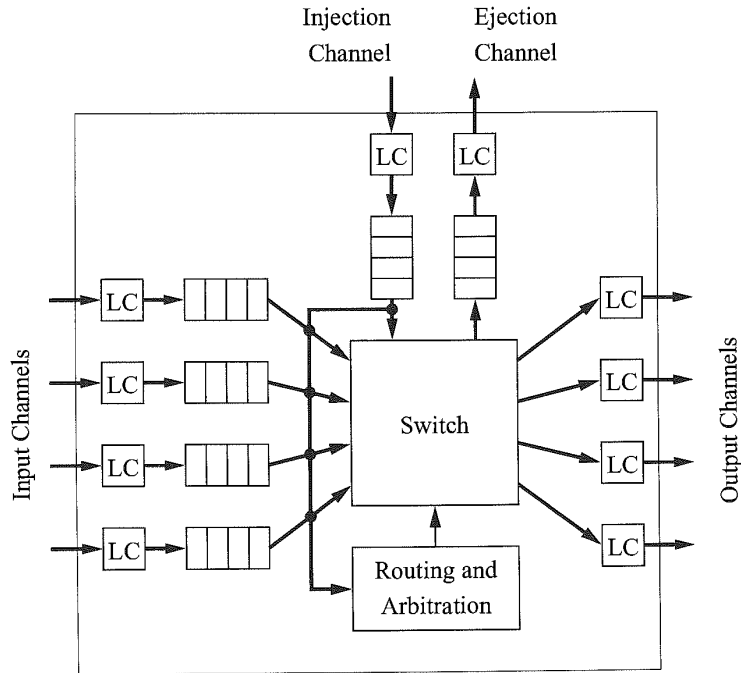 Injection
Channel
Ejection
Channel
LC
LC
LC
LC
LC
LC
Input Channels
Switch
LC
LC
LC
LC
Output Channels
Routing and
Arbitration